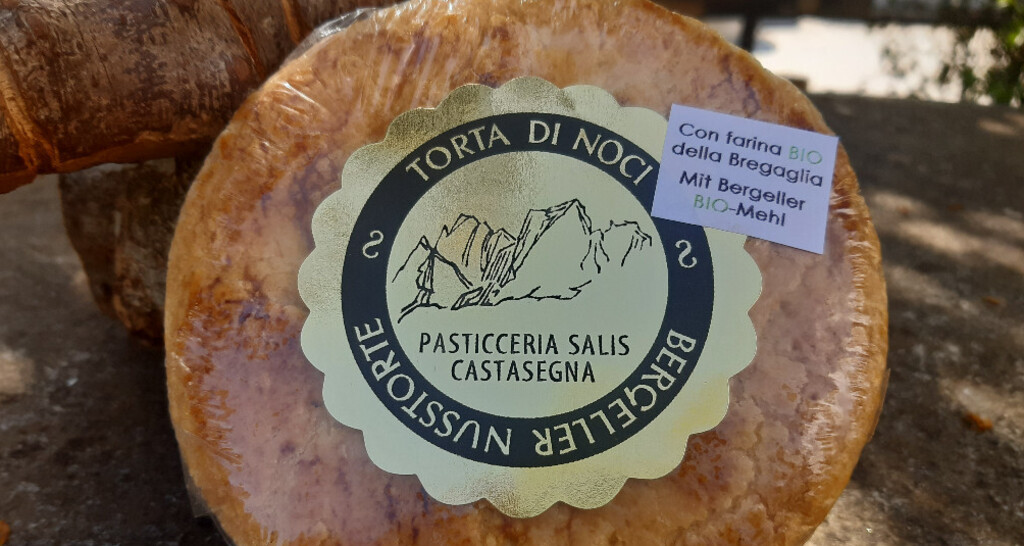 TORTA DI NOCI
S
S
PASTICCERIA SALIS
CASTASEGNA
BERGELLER NUSSTORTE
Con farina BIO
della Bregaglia
Mit Bergeller
BIO-Mehl